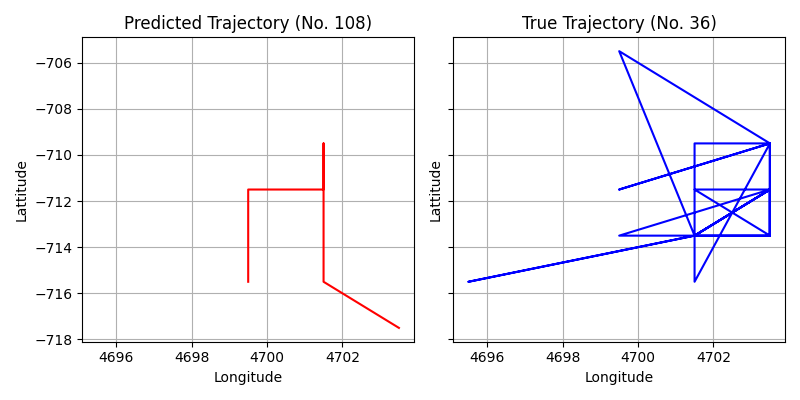 Predicted Trajectory (No. 108)
True Trajectory (No. 36)
−706
−708
−710
−712
−714
−716
−718
Lattitude
Lattitude
4696 4698 4700 4702
4696 4698 4700 4702
Longitude
Longitude